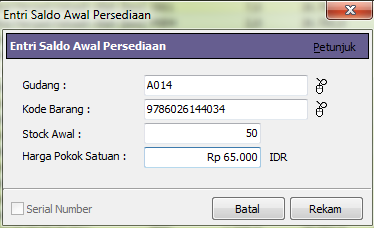 Entri Saldo Awal Persediaan
Entri Saldo Awal Persediaan Petunjuk
Gudang : A014
Kode Barang : 9786026144034
Stock Awal : 50
Harga Pokok Satuan : Rp 65.000 IDR
Serial Number Batal Rekam